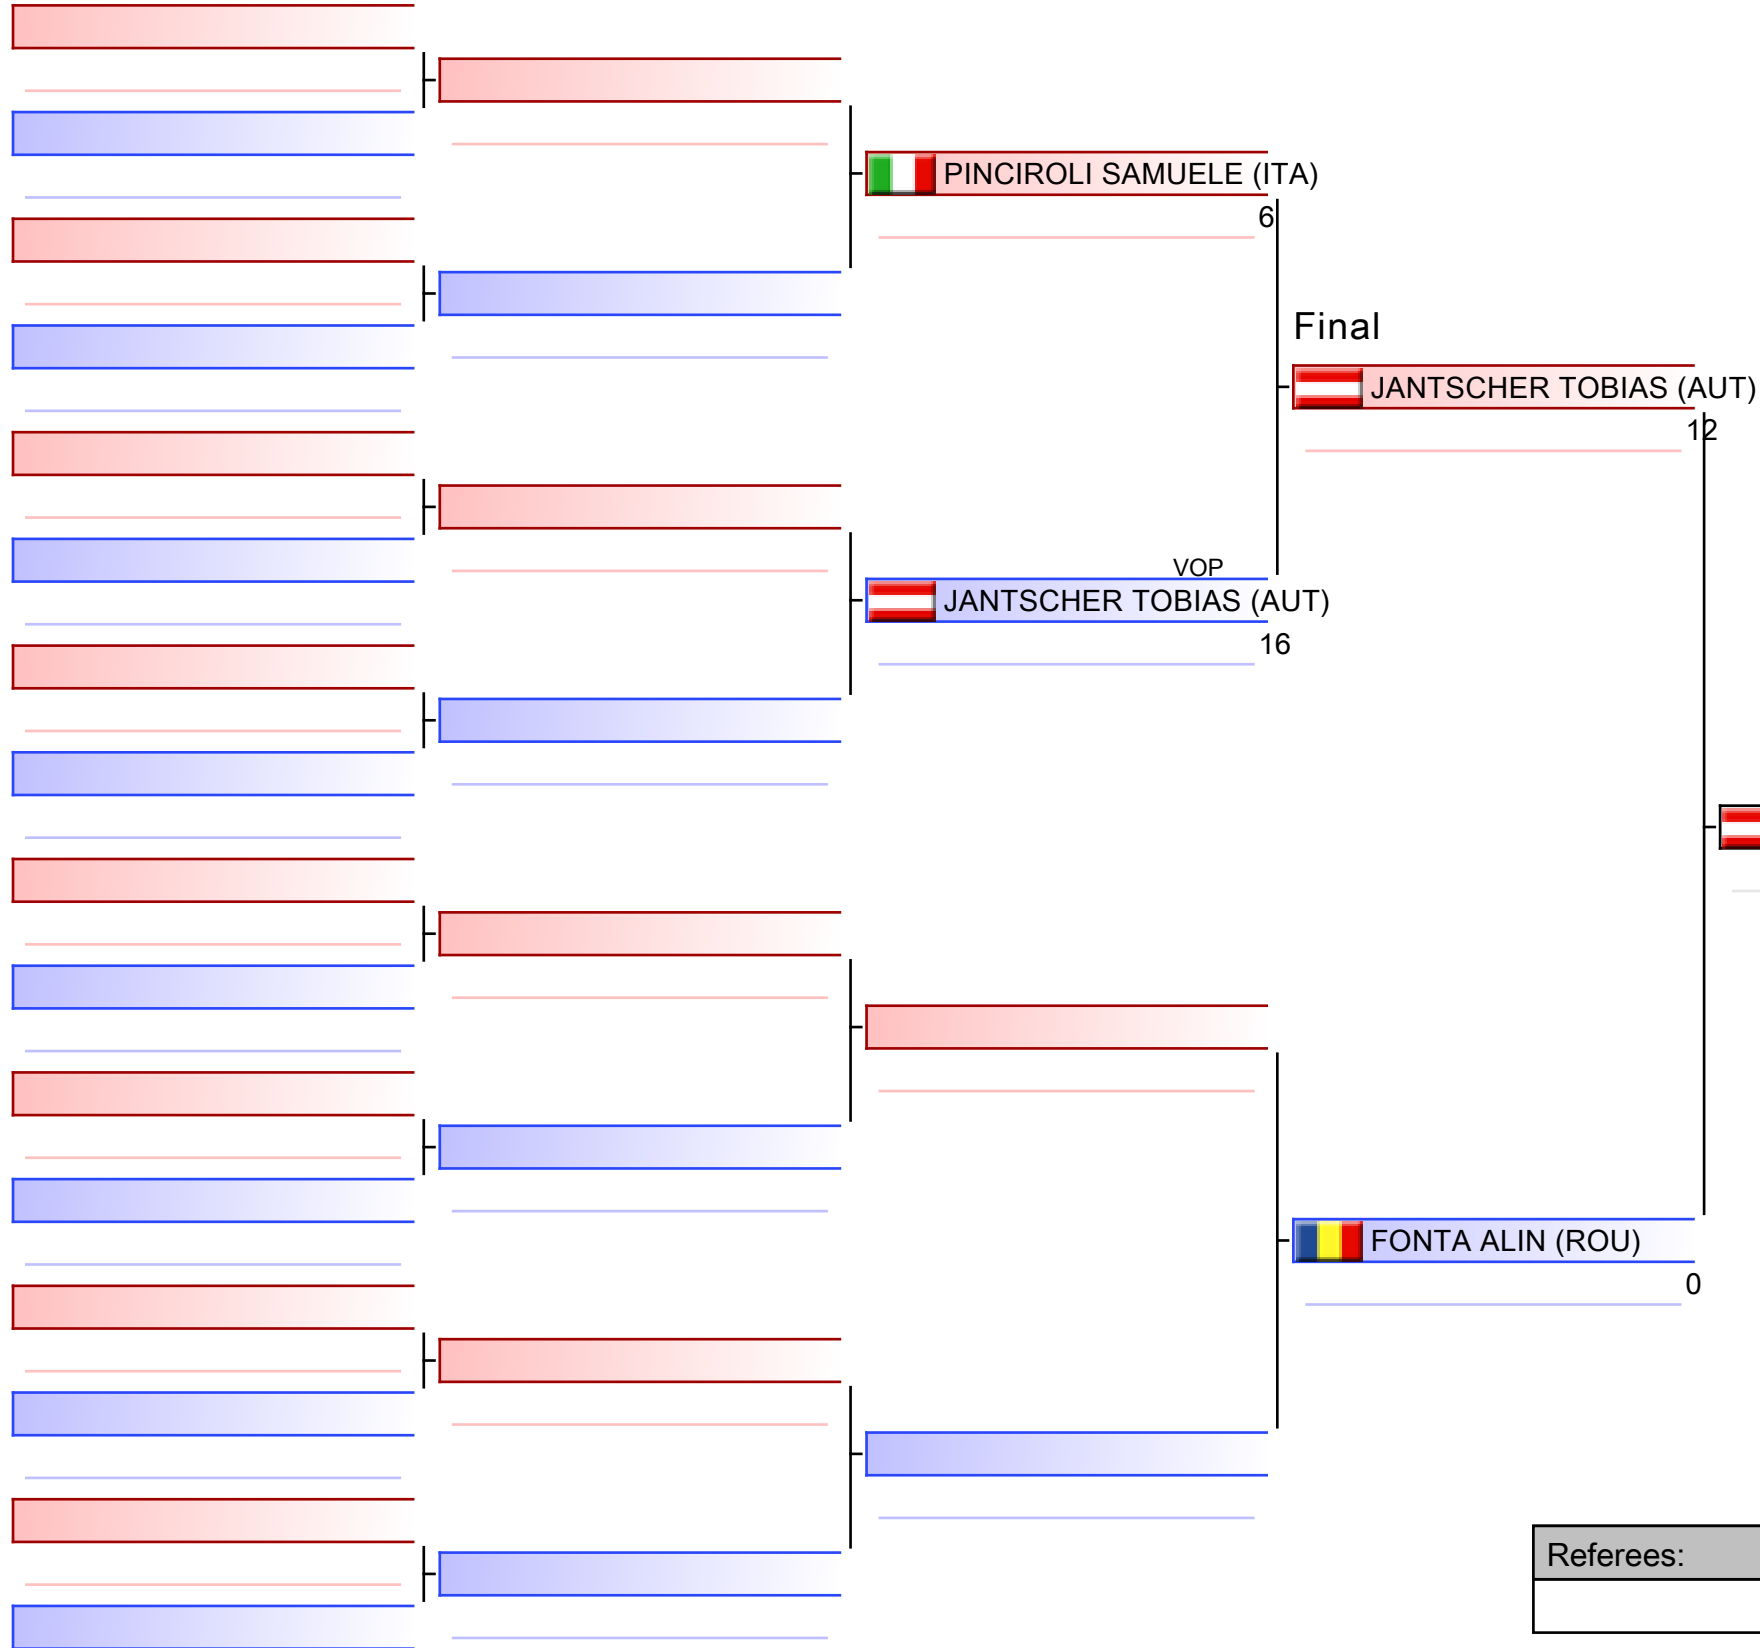 PINCIROLI SAMUELE (ITA)
6
Final
JANTSCHER TOBIAS (AUT)
12
VOP
JANTSCHER TOBIAS (AUT)
16
FONTA ALIN (ROU)
0
Referees: